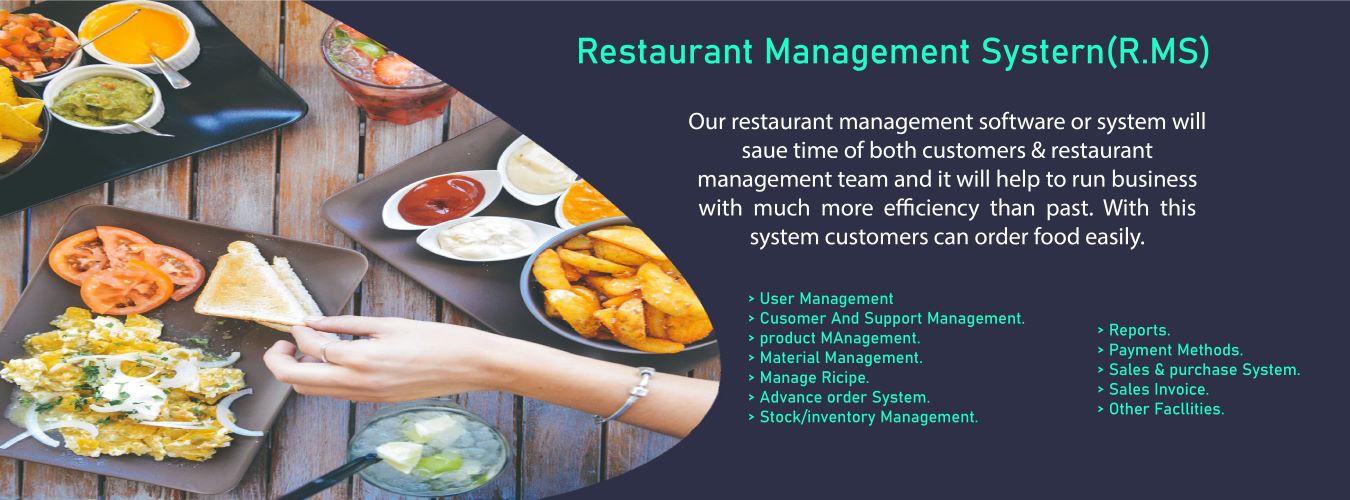 Restaurant Management Systern(R.MS)
Our restaurant management software or system will
saue time of both customers & restaurant
management team and it will help to run business
with much more efficiency than past. With this
system customers can order food easily.
> User Management
> Cusomer And Support Management.
> product MAnagement.
> Material Management.
> Manage Ricipe.
> Advance order System.
> Stock/inventory Management.
> Reports.
> Payment Methods.
> Sales & purchase System.
> Sales Invoice.
> Other Facllities.